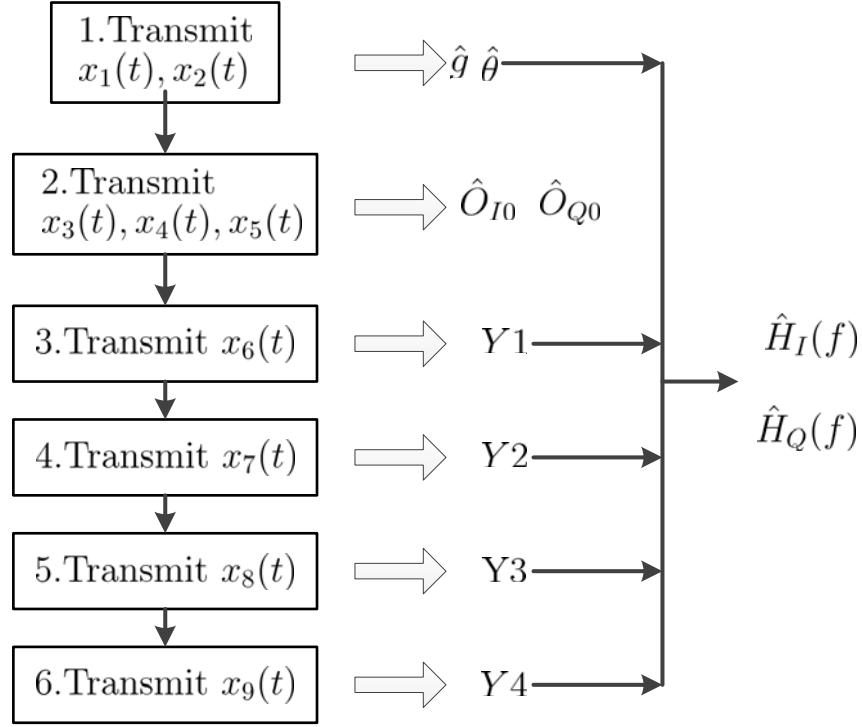 1.Transmit
x₁(t), x₂(t)
ĝ θ̂
2.Transmit
x₃(t), x₄(t), x₅(t)
Ô_{I0} Ô_{Q0}
3.Transmit x₆(t)
Y1
4.Transmit x₇(t)
Y2
5.Transmit x₈(t)
Y3
6.Transmit x₉(t)
Y4
Ĥ_I(f)
Ĥ_Q(f)